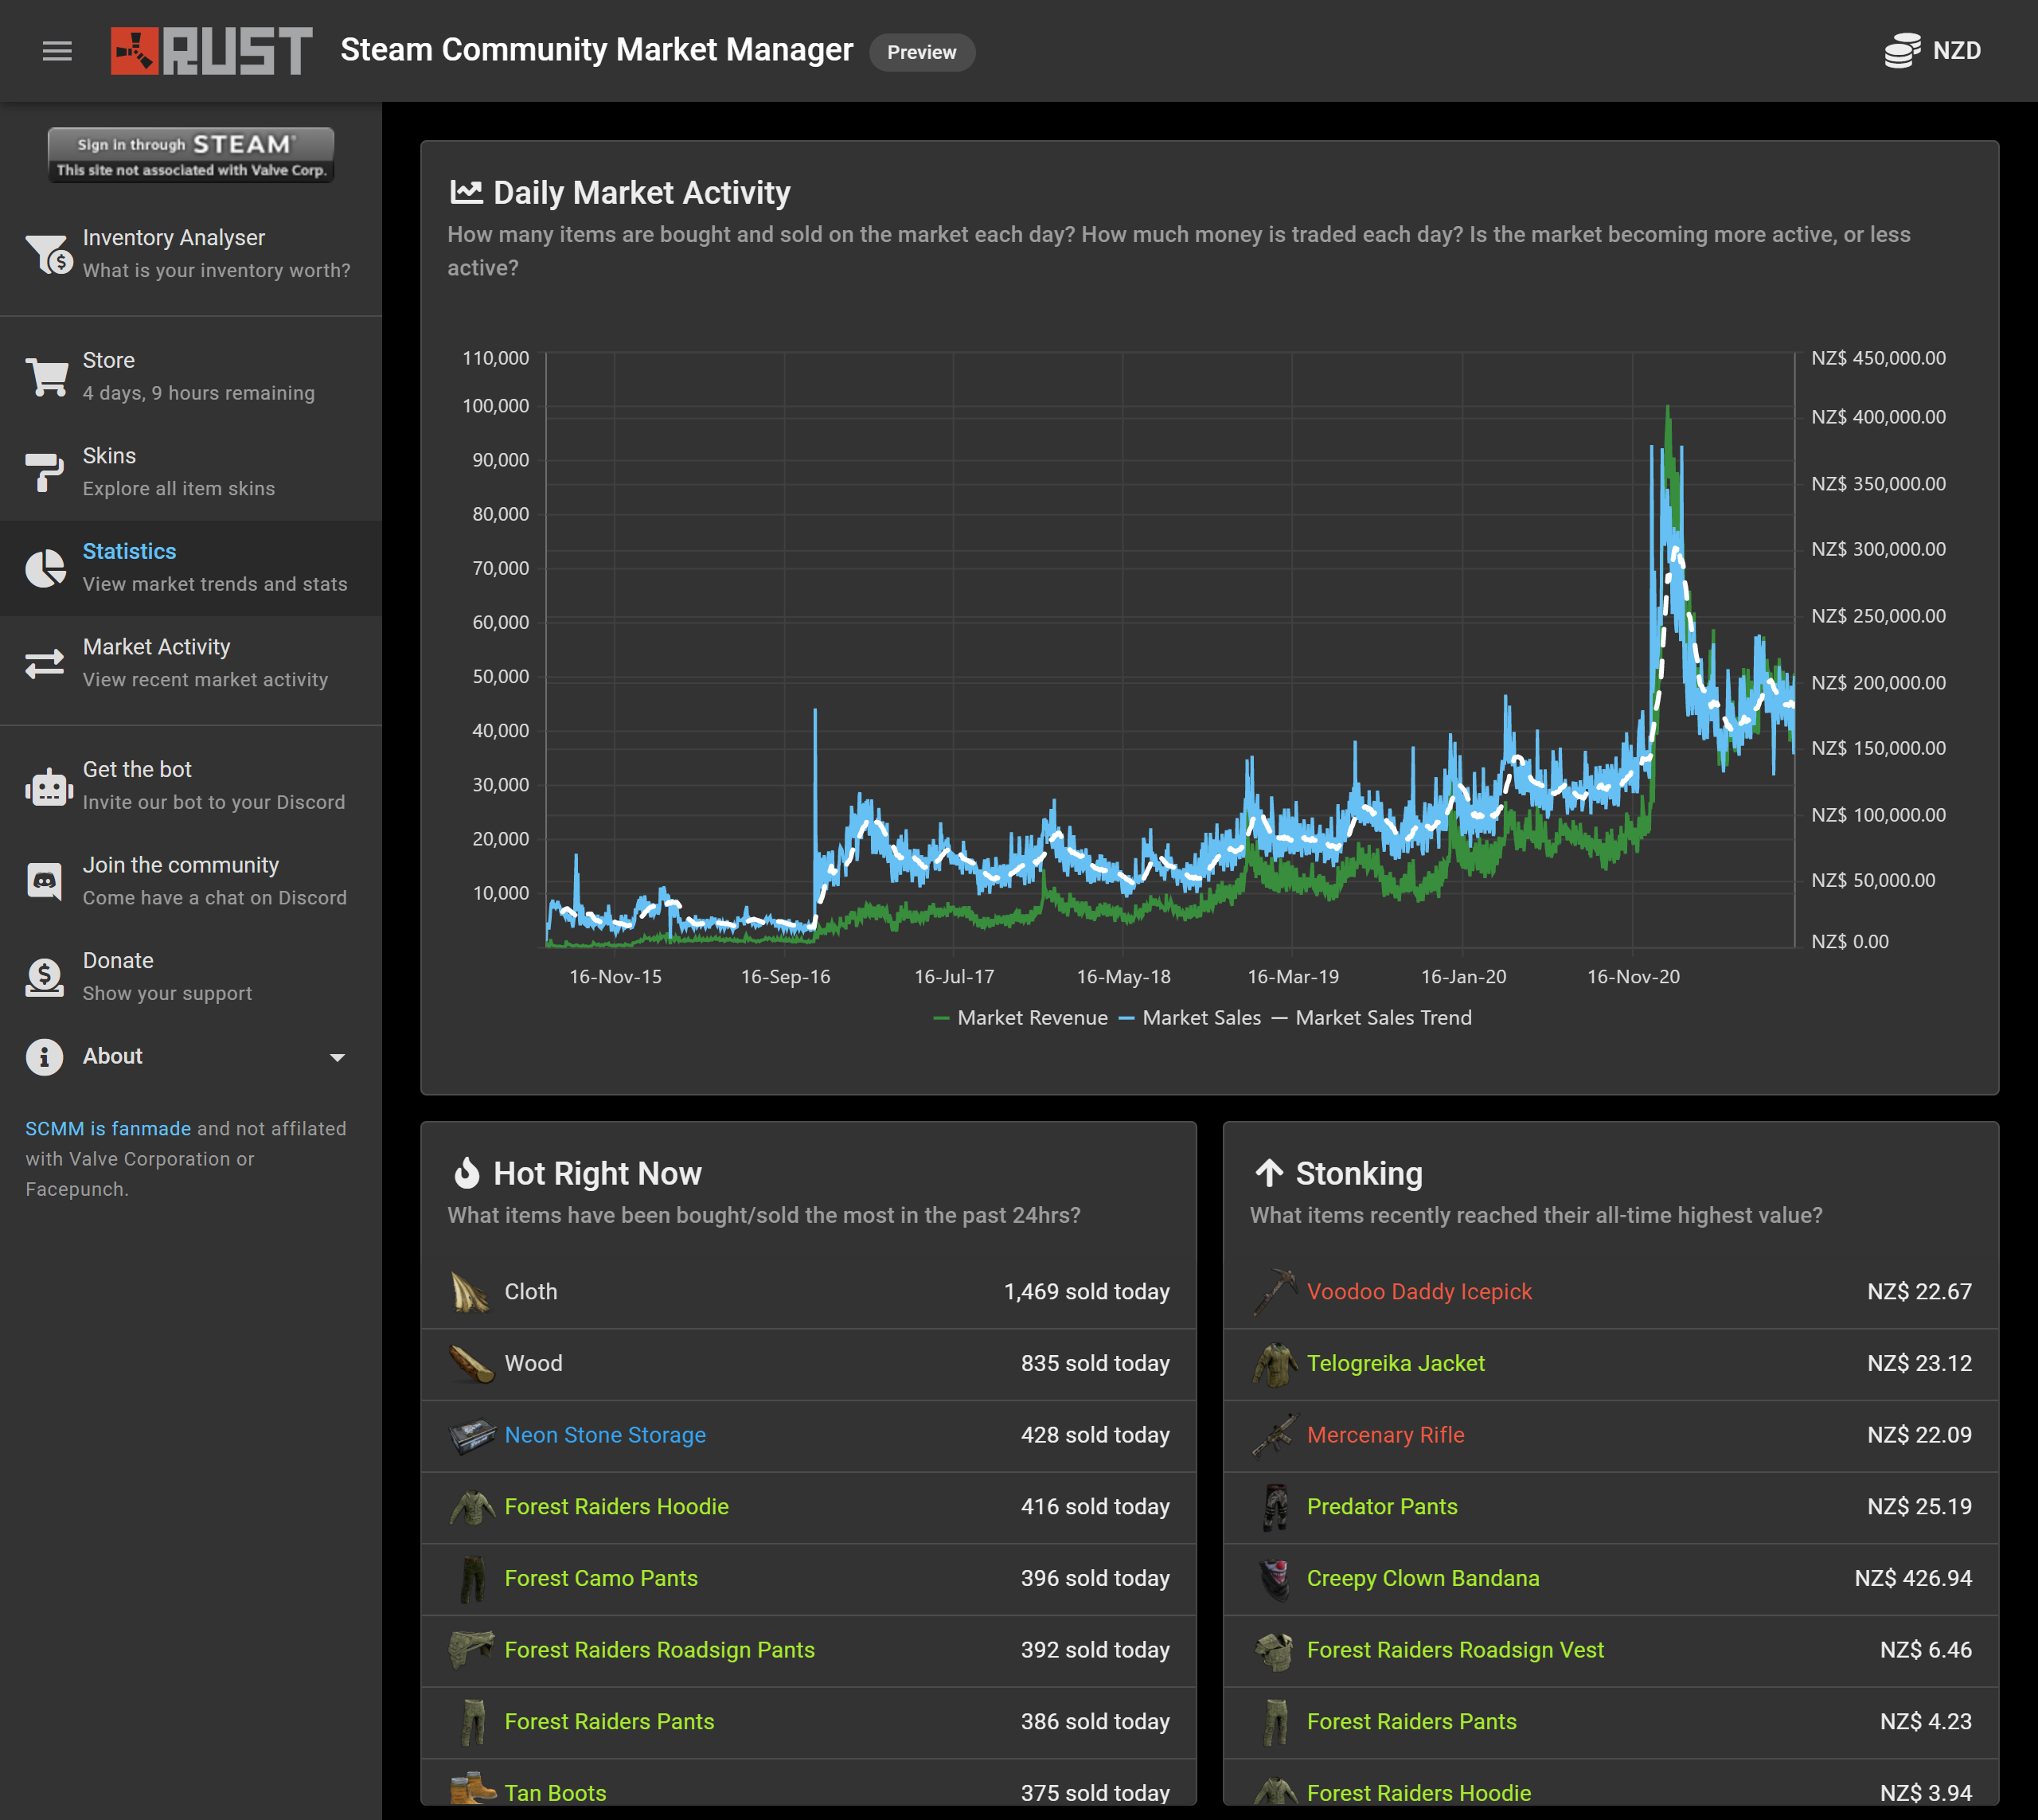 RUST
Steam Community Market Manager
Preview
NZD
Sign in through STEAM®
This site not associated with Valve Corp.
Inventory Analyser
What is your inventory worth?
Store
4 days, 9 hours remaining
Skins
Explore all item skins
Statistics
View market trends and stats
Market Activity
View recent market activity
Get the bot
Invite our bot to your Discord
Join the community
Come have a chat on Discord
Donate
Show your support
About
SCMM is fanmade and not affilated
with Valve Corporation or
Facepunch.
Daily Market Activity
How many items are bought and sold on the market each day? How much money is traded each day? Is the market becoming more active, or less
active?
110,000
100,000
90,000
80,000
70,000
60,000
50,000
40,000
30,000
20,000
10,000
NZ$ 450,000.00
NZ$ 400,000.00
NZ$ 350,000.00
NZ$ 300,000.00
NZ$ 250,000.00
NZ$ 200,000.00
NZ$ 150,000.00
NZ$ 100,000.00
NZ$ 50,000.00
NZ$ 0.00
16-Nov-15 16-Sep-16 16-Jul-17 16-May-18 16-Mar-19 16-Jan-20 16-Nov-20
Market Revenue Market Sales Market Sales Trend
Hot Right Now
What items have been bought/sold the most in the past 24hrs?
Cloth 1,469 sold today
Wood 835 sold today
Neon Stone Storage 428 sold today
Forest Raiders Hoodie 416 sold today
Forest Camo Pants 396 sold today
Forest Raiders Roadsign Pants 392 sold today
Forest Raiders Pants 386 sold today
Tan Boots 375 sold today
Stonking
What items recently reached their all-time highest value?
Voodoo Daddy Icepick NZ$ 22.67
Telogreika Jacket NZ$ 23.12
Mercenary Rifle NZ$ 22.09
Predator Pants NZ$ 25.19
Creepy Clown Bandana NZ$ 426.94
Forest Raiders Roadsign Vest NZ$ 6.46
Forest Raiders Pants NZ$ 4.23
Forest Raiders Hoodie NZ$ 3.94